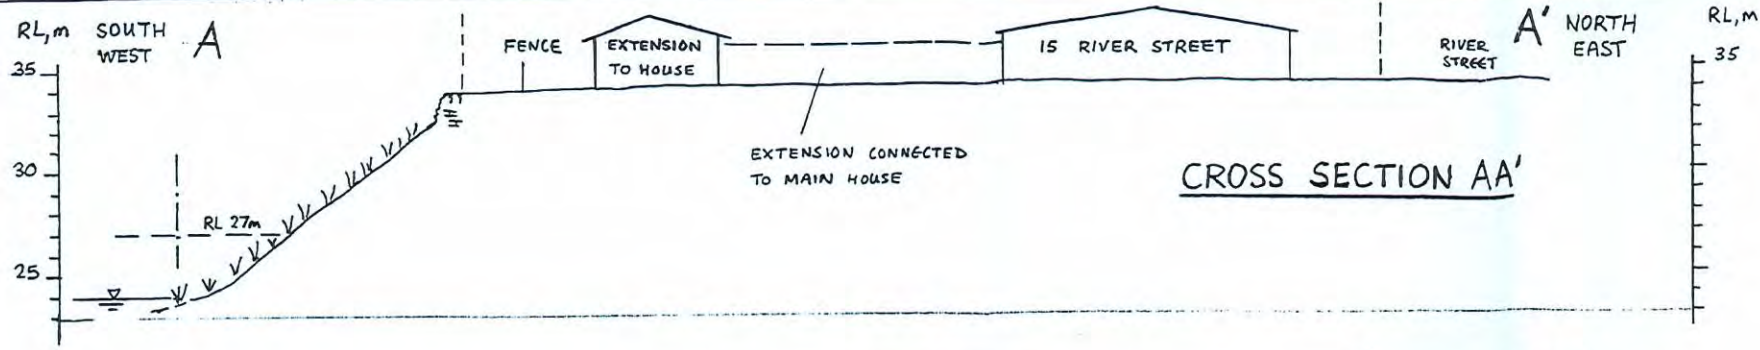 RL,m
SOUTH
WEST
A
FENCE
EXTENSION
TO HOUSE
15 RIVER STREET
RIVER
STREET
A'
NORTH
EAST
RL,m
35
35
30
RL 27m
25
EXTENSION CONNECTED
TO MAIN HOUSE
CROSS SECTION AA'